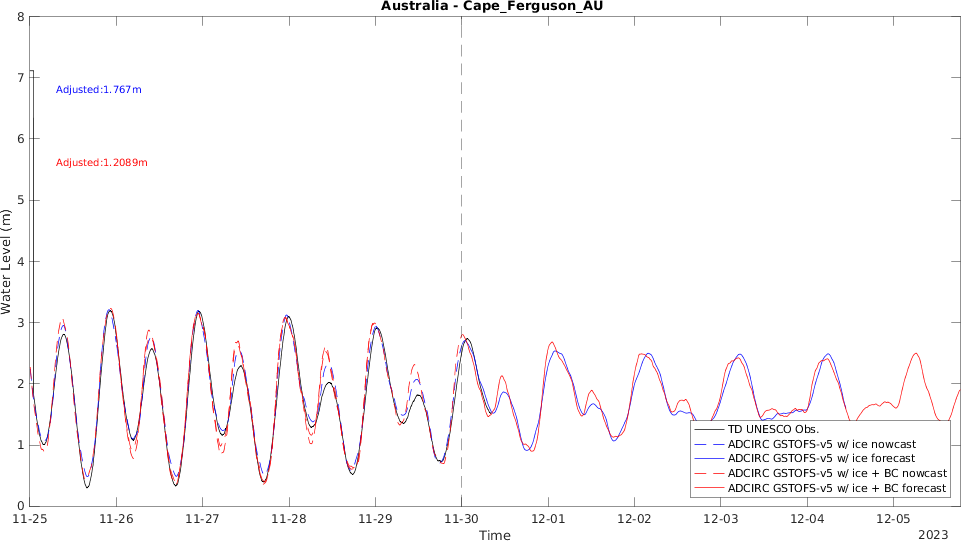 Australia - Cape_Ferguson_AU
8
7
6
5
4
3
2
1
0
Water Level (m)
Adjusted:1.767m
Adjusted:1.2089m
TD UNESCO Obs.
ADCIRC GSTOFS-v5 w/ ice nowcast
ADCIRC GSTOFS-v5 w/ ice forecast
ADCIRC GSTOFS-v5 w/ ice + BC nowcast
ADCIRC GSTOFS-v5 w/ ice + BC forecast
11-25 11-26 11-27 11-28 11-29 11-30 12-01 12-02 12-03 12-04 12-05
Time
2023